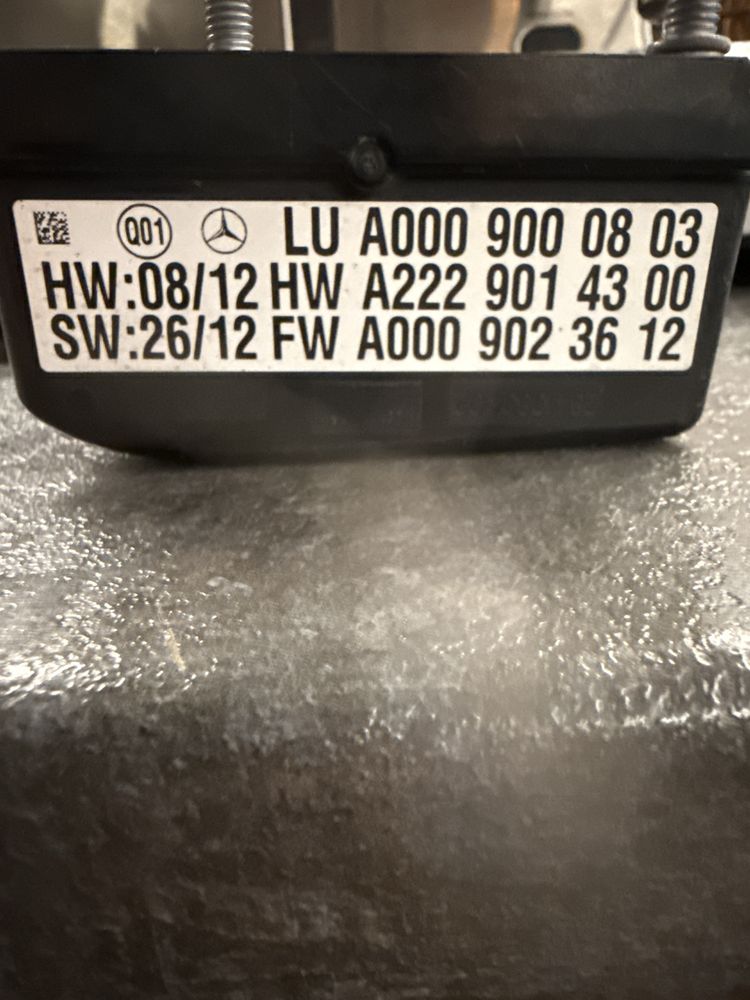 Q01 LU A000 900 08 03
HW:08/12 HW A222 901 43 00
SW:26/12 FW A000 902 36 12